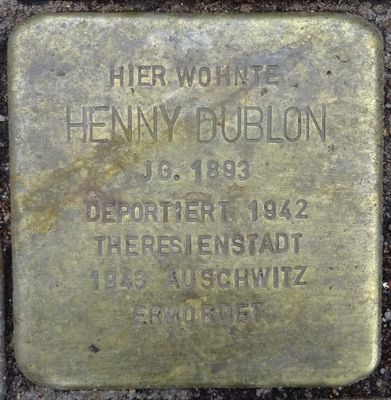 HIER WOHNTE
HENNY DUBLON
JG. 1893
DEPORTIERT 1942
THERESIENSTADT
1943 AUSCHWITZ
ERMORDET